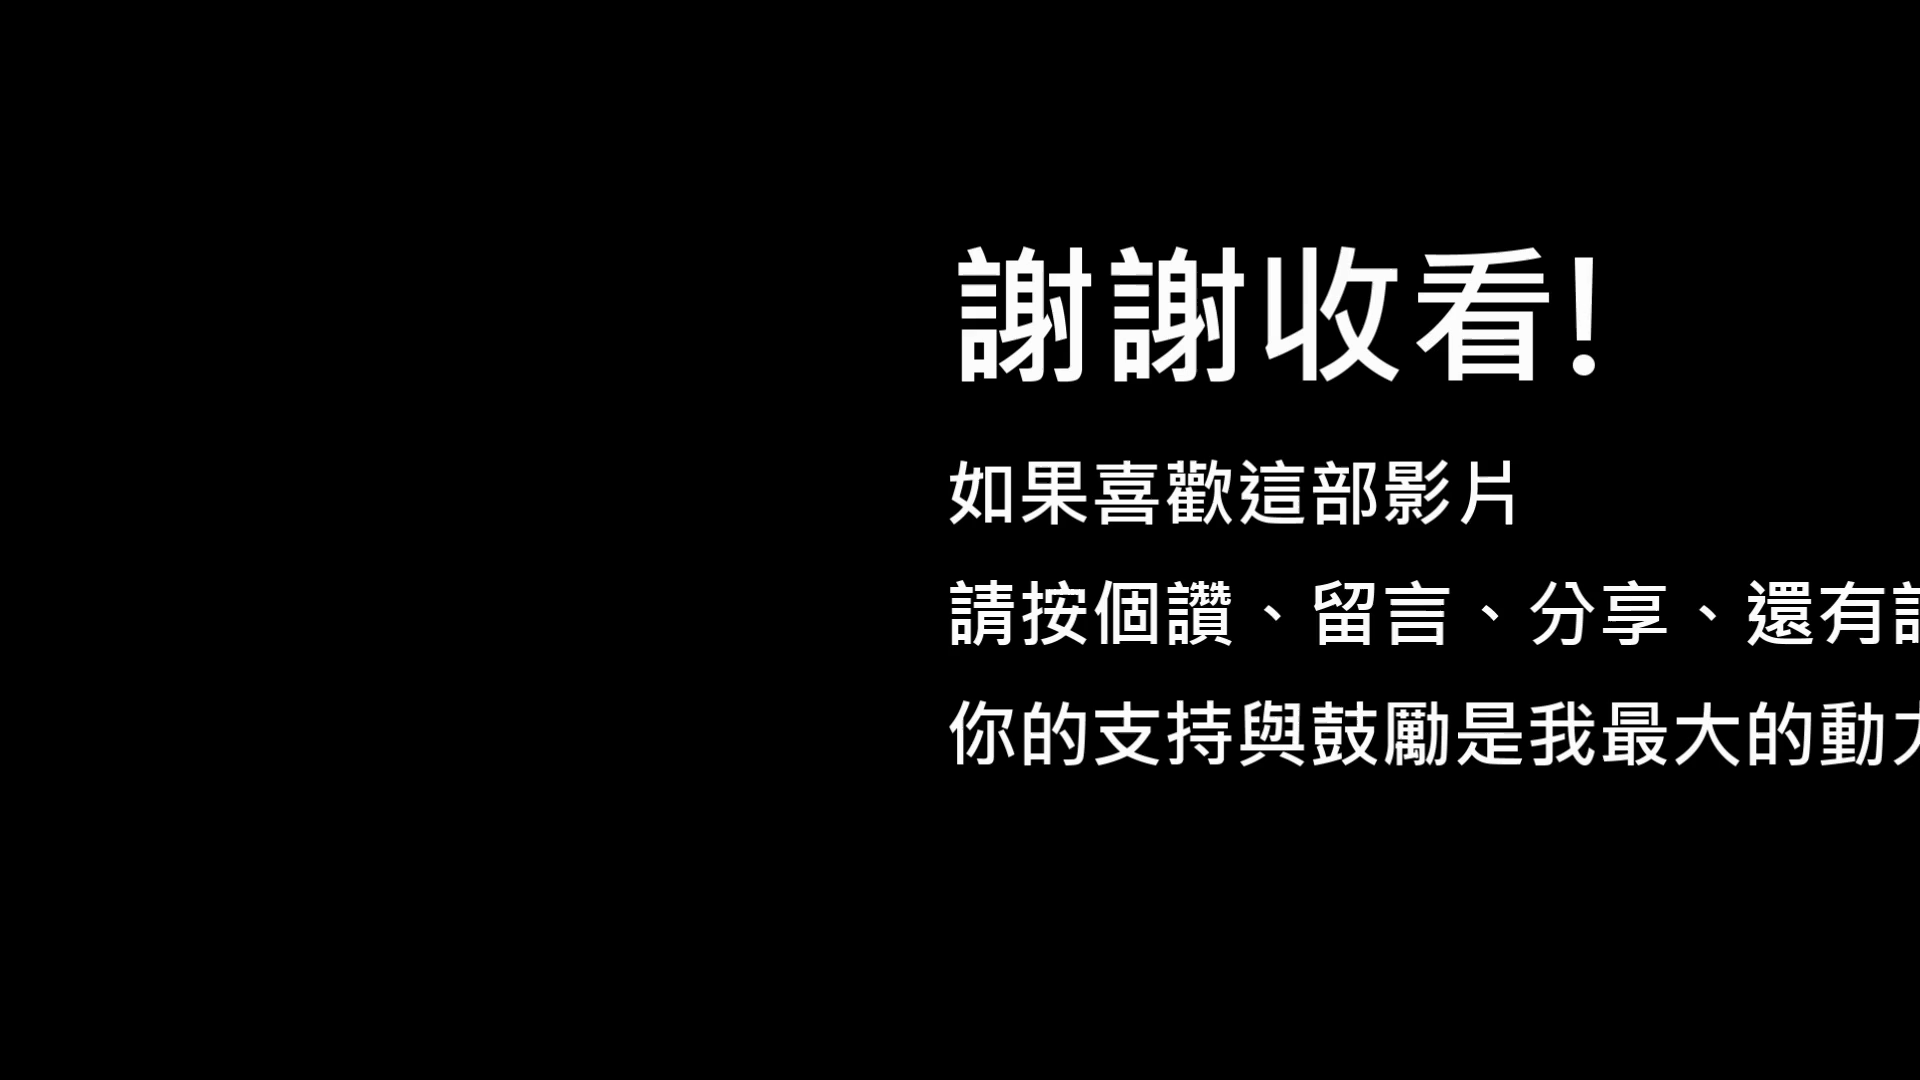 謝謝收看!
如果喜歡這部影片
請按個讚、留言、分享、還有
你的支持與鼓勵是我最大的動